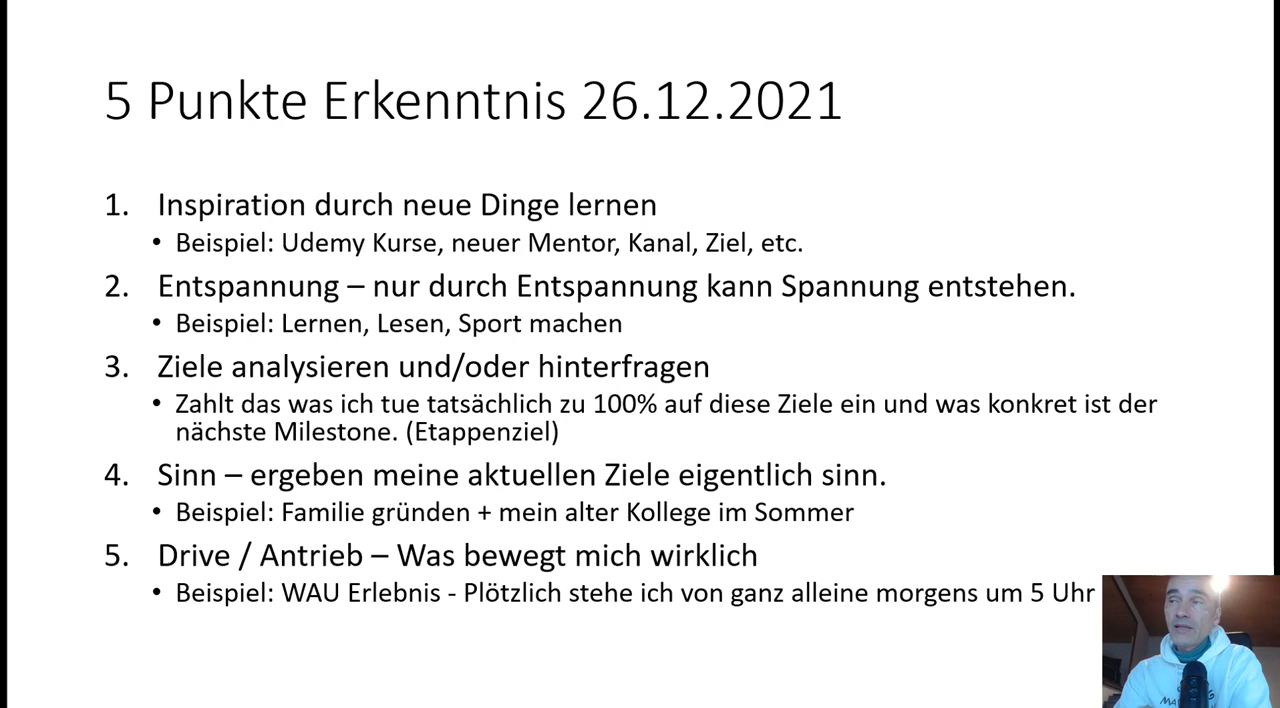 5 Punkte Erkenntnis 26.12.2021
1. Inspiration durch neue Dinge lernen
• Beispiel: Udemy Kurse, neuer Mentor, Kanal, Ziel, etc.
2. Entspannung – nur durch Entspannung kann Spannung entstehen.
• Beispiel: Lernen, Lesen, Sport machen
3. Ziele analysieren und/oder hinterfragen
• Zahlt das was ich tue tatsächlich zu 100% auf diese Ziele ein und was konkret ist der
nächste Milestone. (Etappenziel)
4. Sinn – ergeben meine aktuellen Ziele eigentlich sinn.
• Beispiel: Familie gründen + mein alter Kollege im Sommer
5. Drive / Antrieb – Was bewegt mich wirklich
• Beispiel: WAU Erlebnis - Plötzlich stehe ich von ganz alleine morgens um 5 Uhr